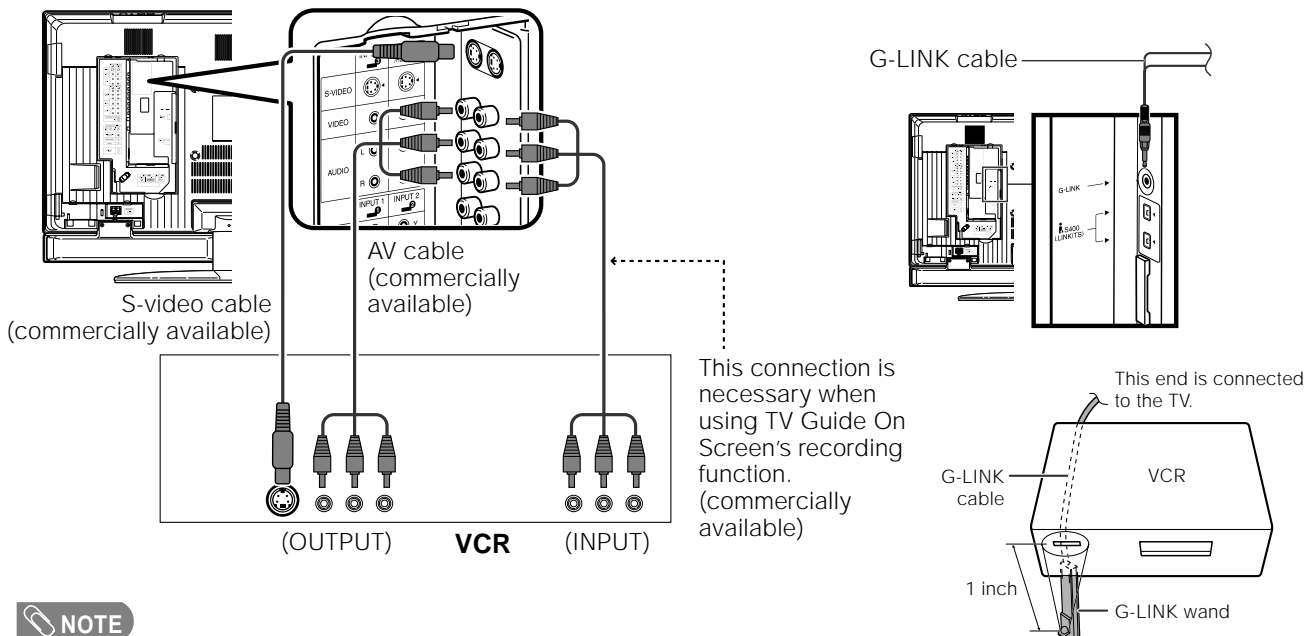 S-VIDEO
VIDEO
AUDIO
L
R
INPUT 1
INPUT 2
Y
AV cable
(commercially
available)
S-video cable
(commercially available)
This connection is
necessary when
using TV Guide On
Screen's recording
function.
(commercially
available)
(OUTPUT)
VCR
(INPUT)
NOTE
G-LINK cable
G-LINK
S400
This end is connected
to the TV.
G-LINK
cable
VCR
1 inch
G-LINK wand